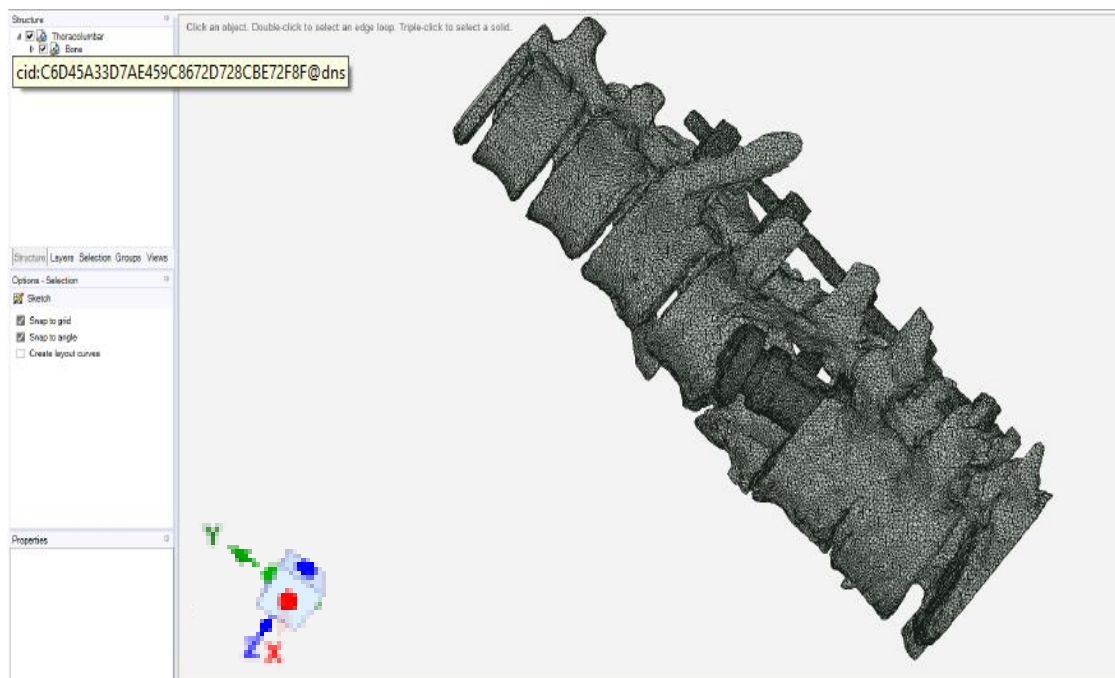 Structure
Click an object. Double-click to select an edge loop. Triple-click to select a solid.
Thoracolumbar
Bone
cid:C6D45A33D7AE459C8672D728CBE72F8F@dns
Structure Layers Selection Groups Views
Options - Selection
Sketch
Snap to grid
Snap to angle
Create layout curves
Properties
Y
Z X